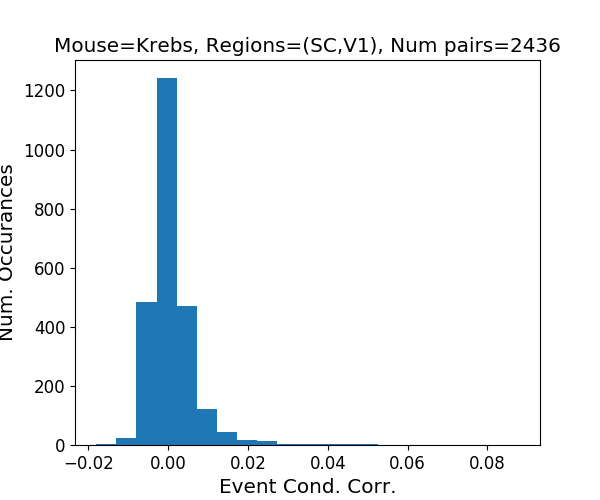 Mouse=Krebs, Regions=(SC,V1), Num pairs=2436
1200
1000
800
600
400
200
0
Num. Occurances
−0.02 0.00 0.02 0.04 0.06 0.08
Event Cond. Corr.